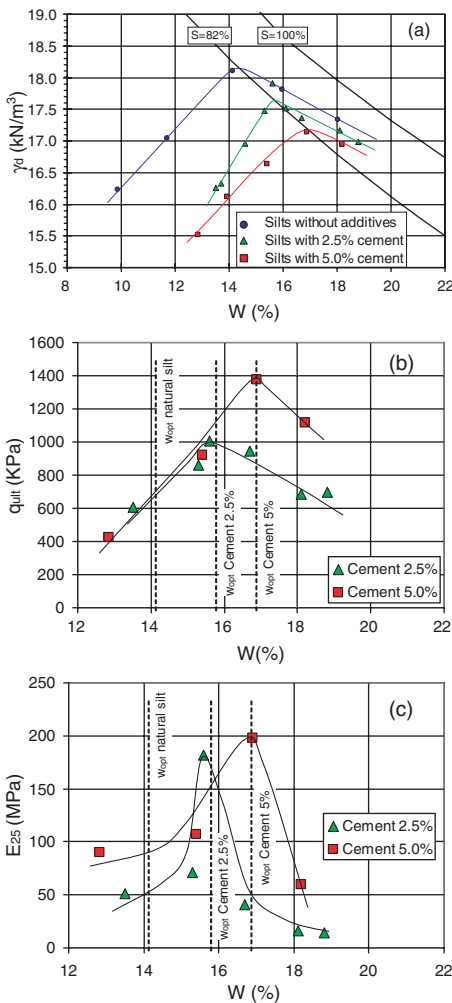 19.0
18.5
18.0
17.5
17.0
16.5
16.0
15.5
15.0
γd (kN/m3)
S=82%
S=100%
(a)
Silts without additives
Silts with 2.5% cement
Silts with 5.0% cement
8 10 12 14 16 18 20 22
W (%)
1600
1400
1200
1000
800
600
400
200
0
qult (KPa)
(b)
wopt natural silt
wopt Cement 2.5%
wopt Cement 5%
Cement 2.5%
Cement 5.0%
12 14 16 18 20 22
W(%)
250
200
150
100
50
0
E25 (MPa)
(c)
wopt natural silt
wopt Cement 2.5%
wopt Cement 5%
Cement 2.5%
Cement 5.0%
12 14 16 18 20 22
W (%)